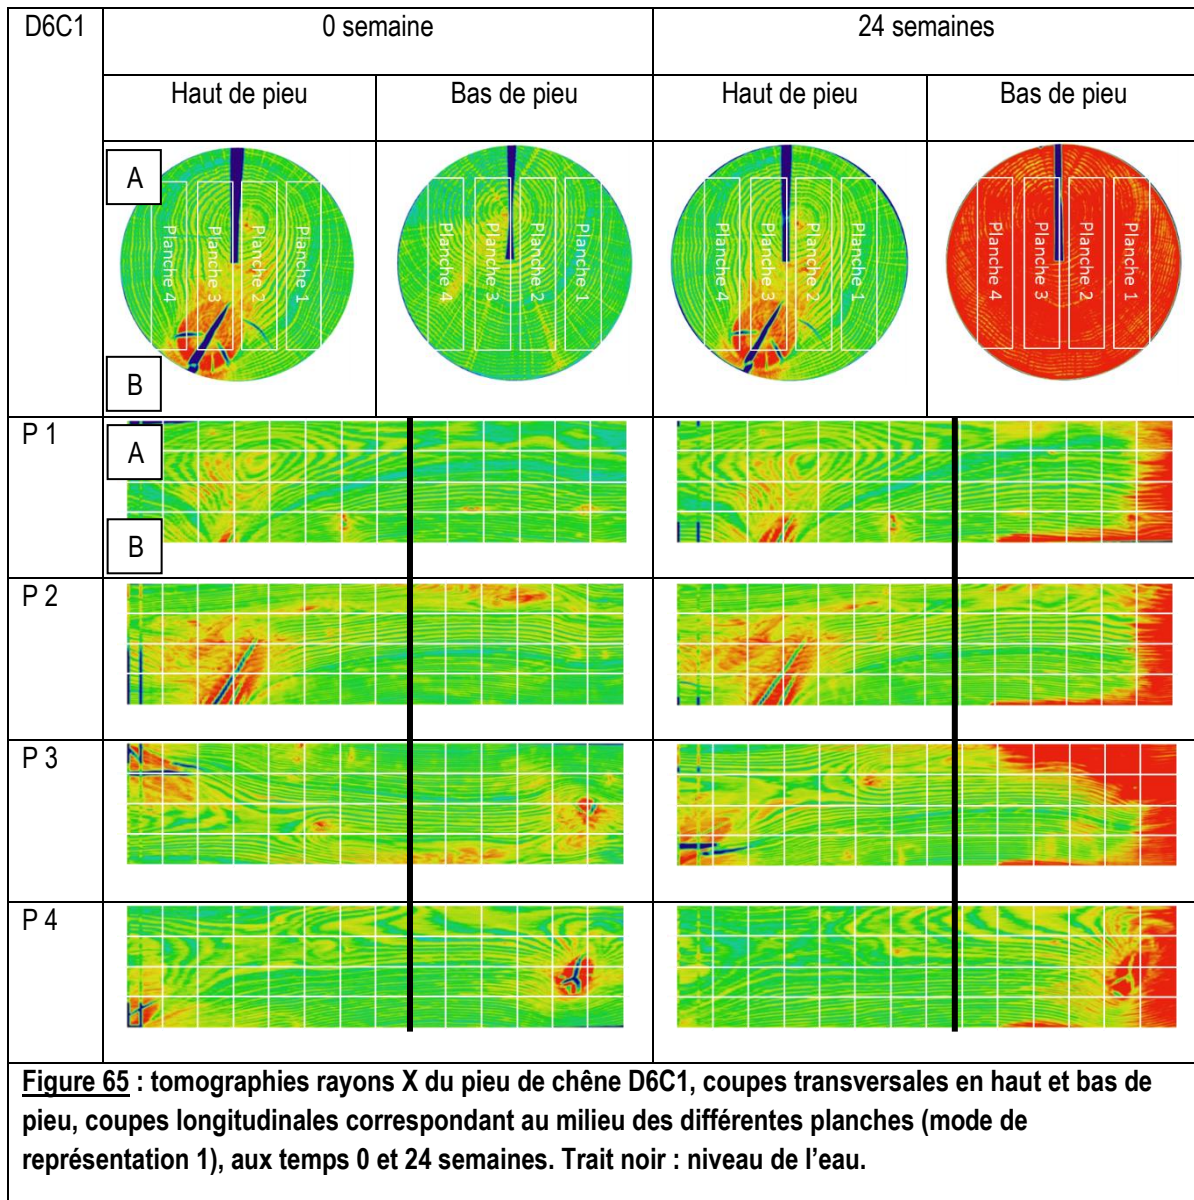 D6C1
0 semaine
24 semaines
Haut de pieu
Bas de pieu
Haut de pieu
Bas de pieu
A
B
Planche 4
Planche 3
Planche 2
Planche 1
Planche 4
Planche 3
Planche 2
Planche 1
Planche 4
Planche 3
Planche 2
Planche 1
Planche 4
Planche 3
Planche 2
Planche 1
P 1
A
B
P 2
P 3
P 4
Figure 65 : tomographies rayons X du pieu de chêne D6C1, coupes transversales en haut et bas de
pieu, coupes longitudinales correspondant au milieu des différentes planches (mode de
représentation 1), aux temps 0 et 24 semaines. Trait noir : niveau de l'eau.